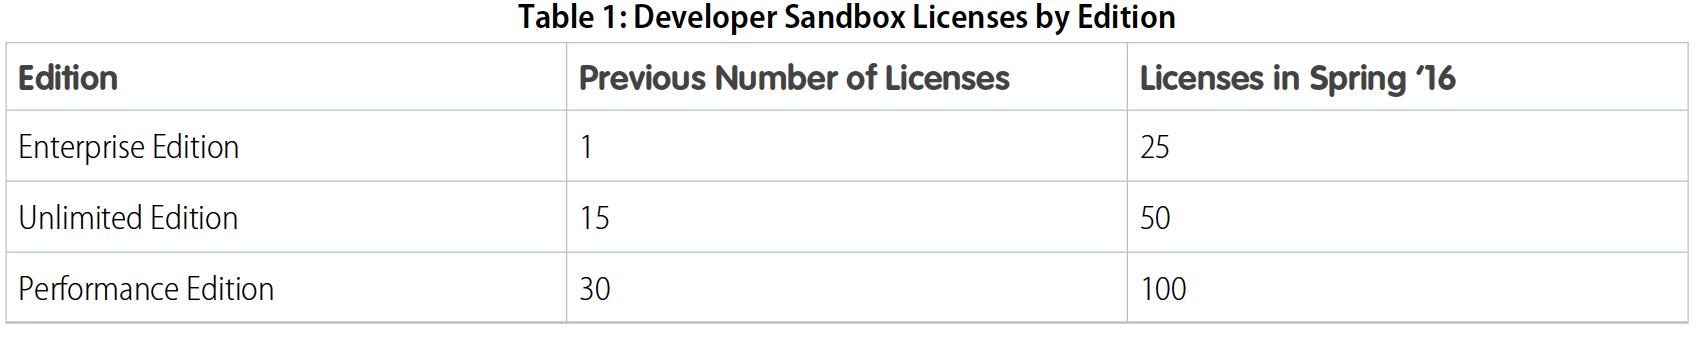 Table 1: Developer Sandbox Licenses by Edition
Edition Previous Number of Licenses Licenses in Spring ’16
Enterprise Edition 1 25
Unlimited Edition 15 50
Performance Edition 30 100